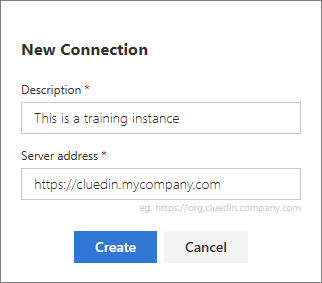 New Connection
Description *
This is a training instance
Server address *
https://cluedin.mycompany.com
eg. https://org.cluedin.company.com
Create Cancel